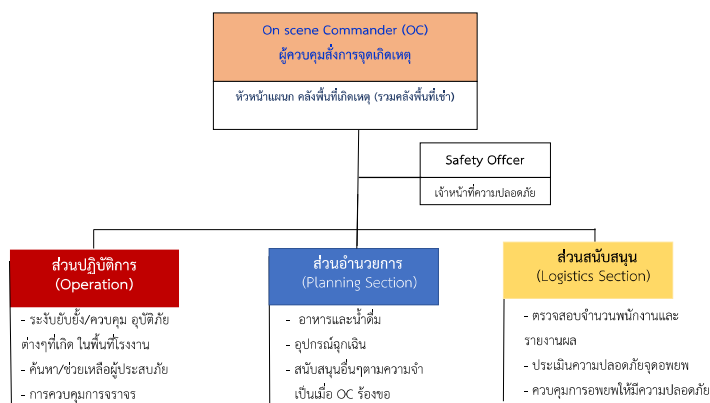 On scene Commander (OC)
ผู้ควบคุมสั่งการจุดเกิดเหตุ
หัวหน้าแผนก คลังพื้นที่เกิดเหตุ (รวมคลังพื้นที่เช่า)
Safety Offcer
เจ้าหน้าที่ความปลอดภัย
ส่วนปฏิบัติการ
(Operation)
- ระงับยับยั้ง/ควบคุม อุบัติภัย
ต่างๆที่เกิด ในพื้นที่โรงงาน
- ค้นหา/ช่วยเหลือผู้ประสบภัย
- การควบคุมการจราจร
ส่วนอำนวยการ
(Planning Section)
- อาหารและน้ำดื่ม
- อุปกรณ์ฉุกเฉิน
- สนับสนุนอื่นๆตามความจำ
เป็นเมื่อ OC ร้องขอ
ส่วนสนับสนุน
(Logistics Section)
- ตรวจสอบจำนวนพนักงานและ
รายงานผล
- ประเมินความปลอดภัยจุดอพยพ
- ควบคุมการอพยพให้มีความปลอดภัย